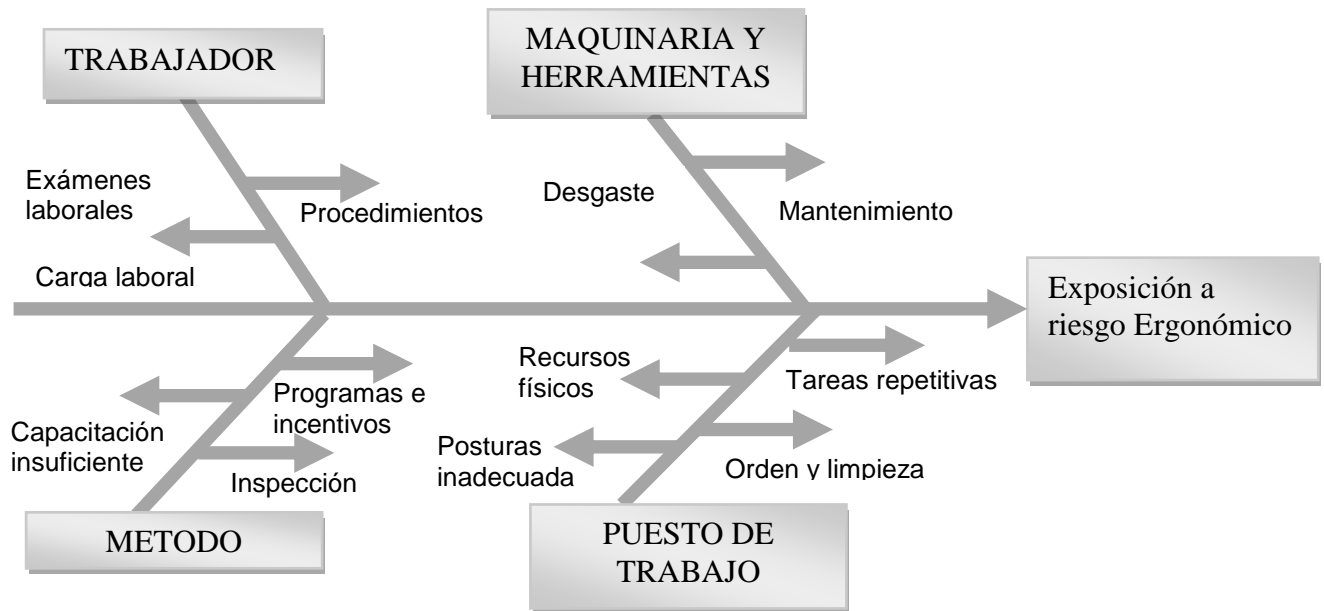 TRABAJADOR
MAQUINARIA Y
HERRAMIENTAS
Exámenes
laborales
Procedimientos
Carga laboral
Desgaste
Mantenimiento
Exposición a
riesgo Ergonómico
Capacitación
insuficiente
Programas e
incentivos
Inspección
METODO
Recursos
físicos
Tareas repetitivas
Posturas
inadecuada
Orden y limpieza
PUESTO DE
TRABAJO